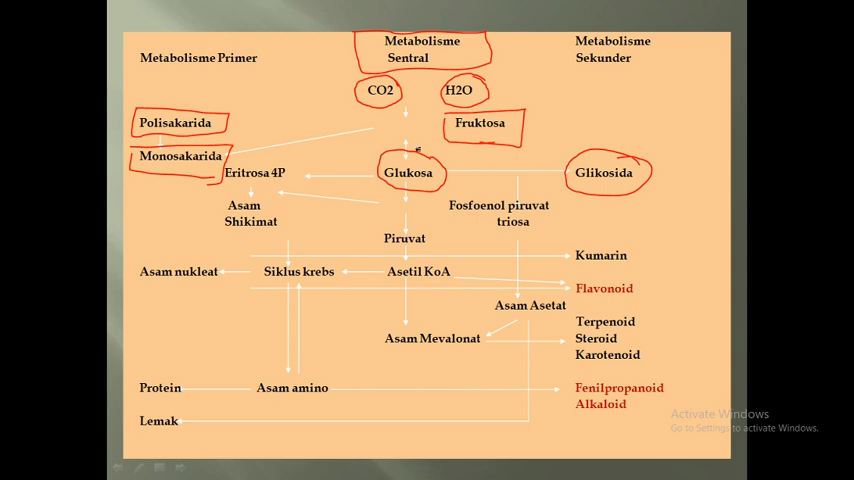 Metabolisme Primer
Metabolisme
Sentral
Metabolisme
Sekunder
CO2
H2O
Polisakarida
Fruktosa
Monosakarida
Eritrosa 4P
Glukosa
Glikosida
Asam
Shikimat
Fosfoenol piruvat
triosa
Piruvat
Kumarin
Asam nukleat
Siklus krebs
Asetil KoA
Flavonoid
Asam Asetat
Terpenoid
Steroid
Karotenoid
Asam Mevalonat
Protein
Asam amino
Fenilpropanoid
Alkaloid
Lemak
Activate Windows
Go to Settings to activate Windows.